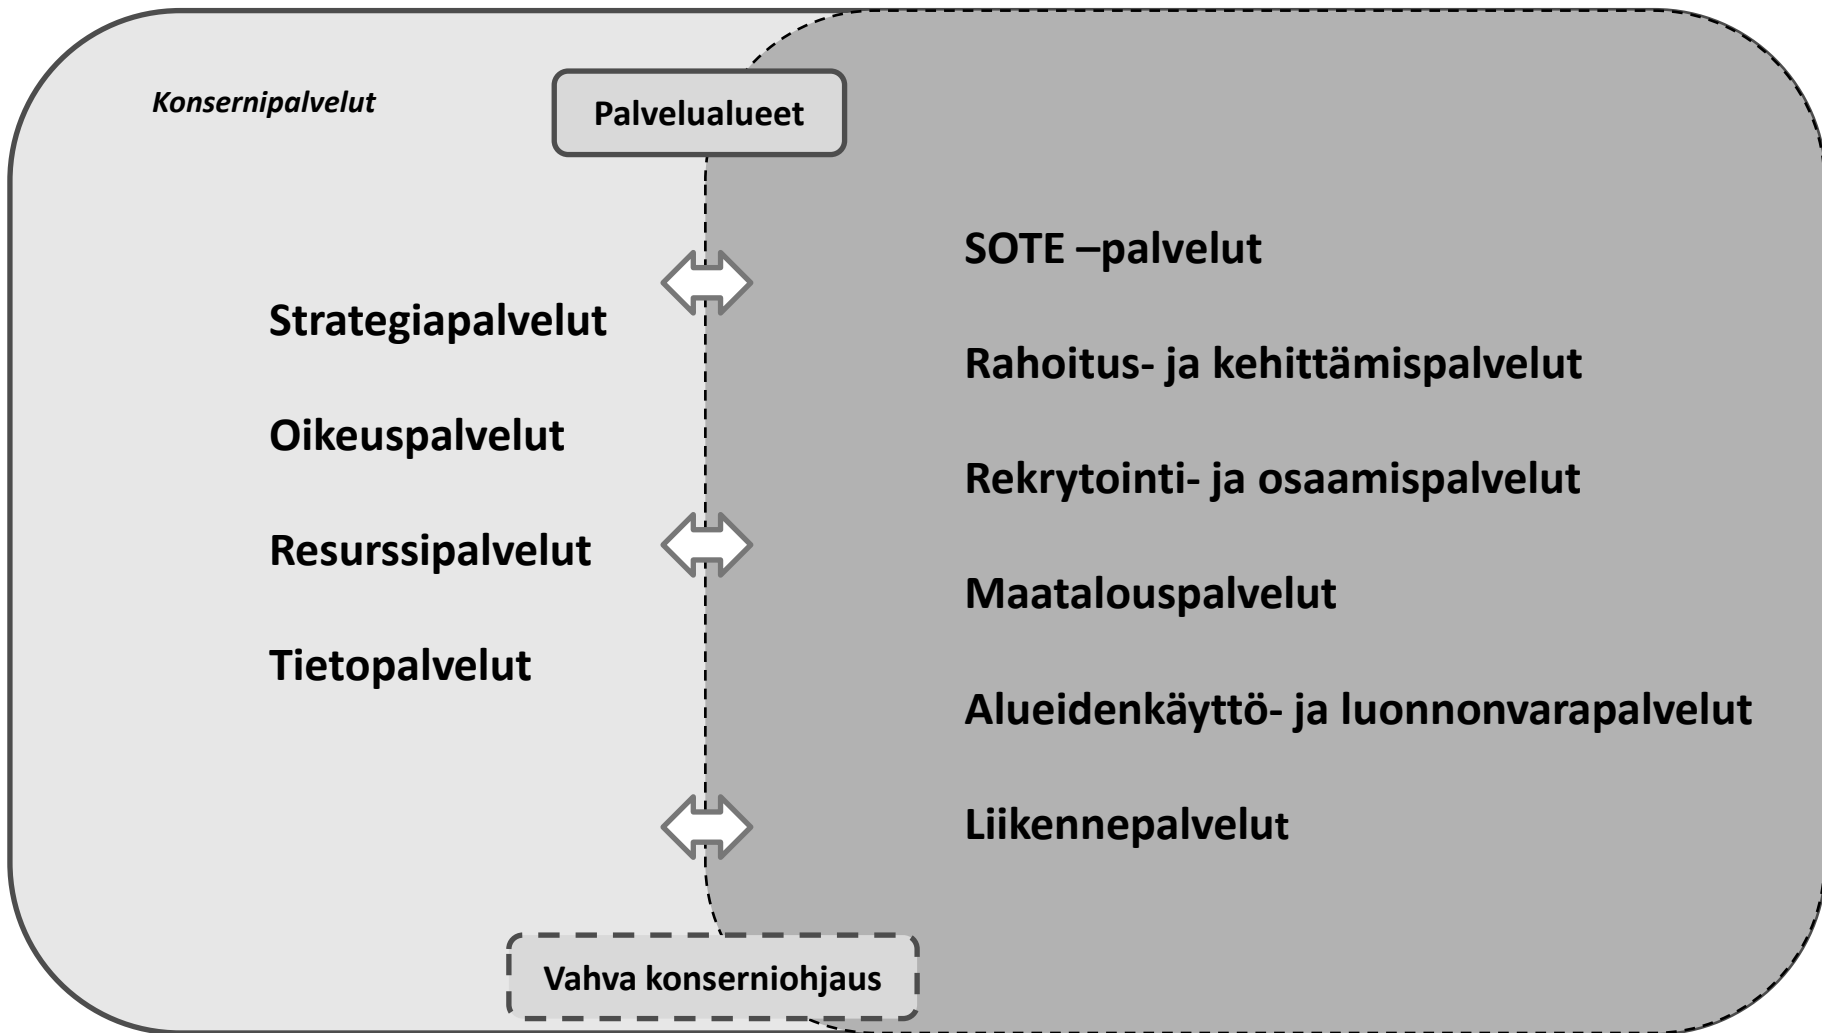 Konsernipalvelut
Palvelualueet
Strategiapalvelut
Oikeuspalvelut
Resurssipalvelut
Tietopalvelut
SOTE –palvelut
Rahoitus- ja kehittämispalvelut
Rekrytointi- ja osaamispalvelut
Maatalouspalvelut
Alueidenkäyttö- ja luonnonvarapalvelut
Liikennepalvelut
Vahva konserniohjaus